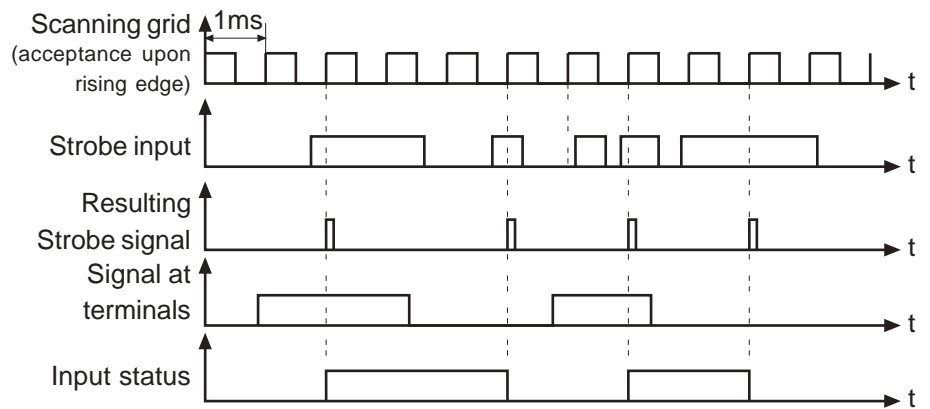 Scanning grid
1ms
(acceptance upon
rising edge)
t
Strobe input
t
Resulting
Strobe signal
t
Signal at
terminals
t
Input status
t